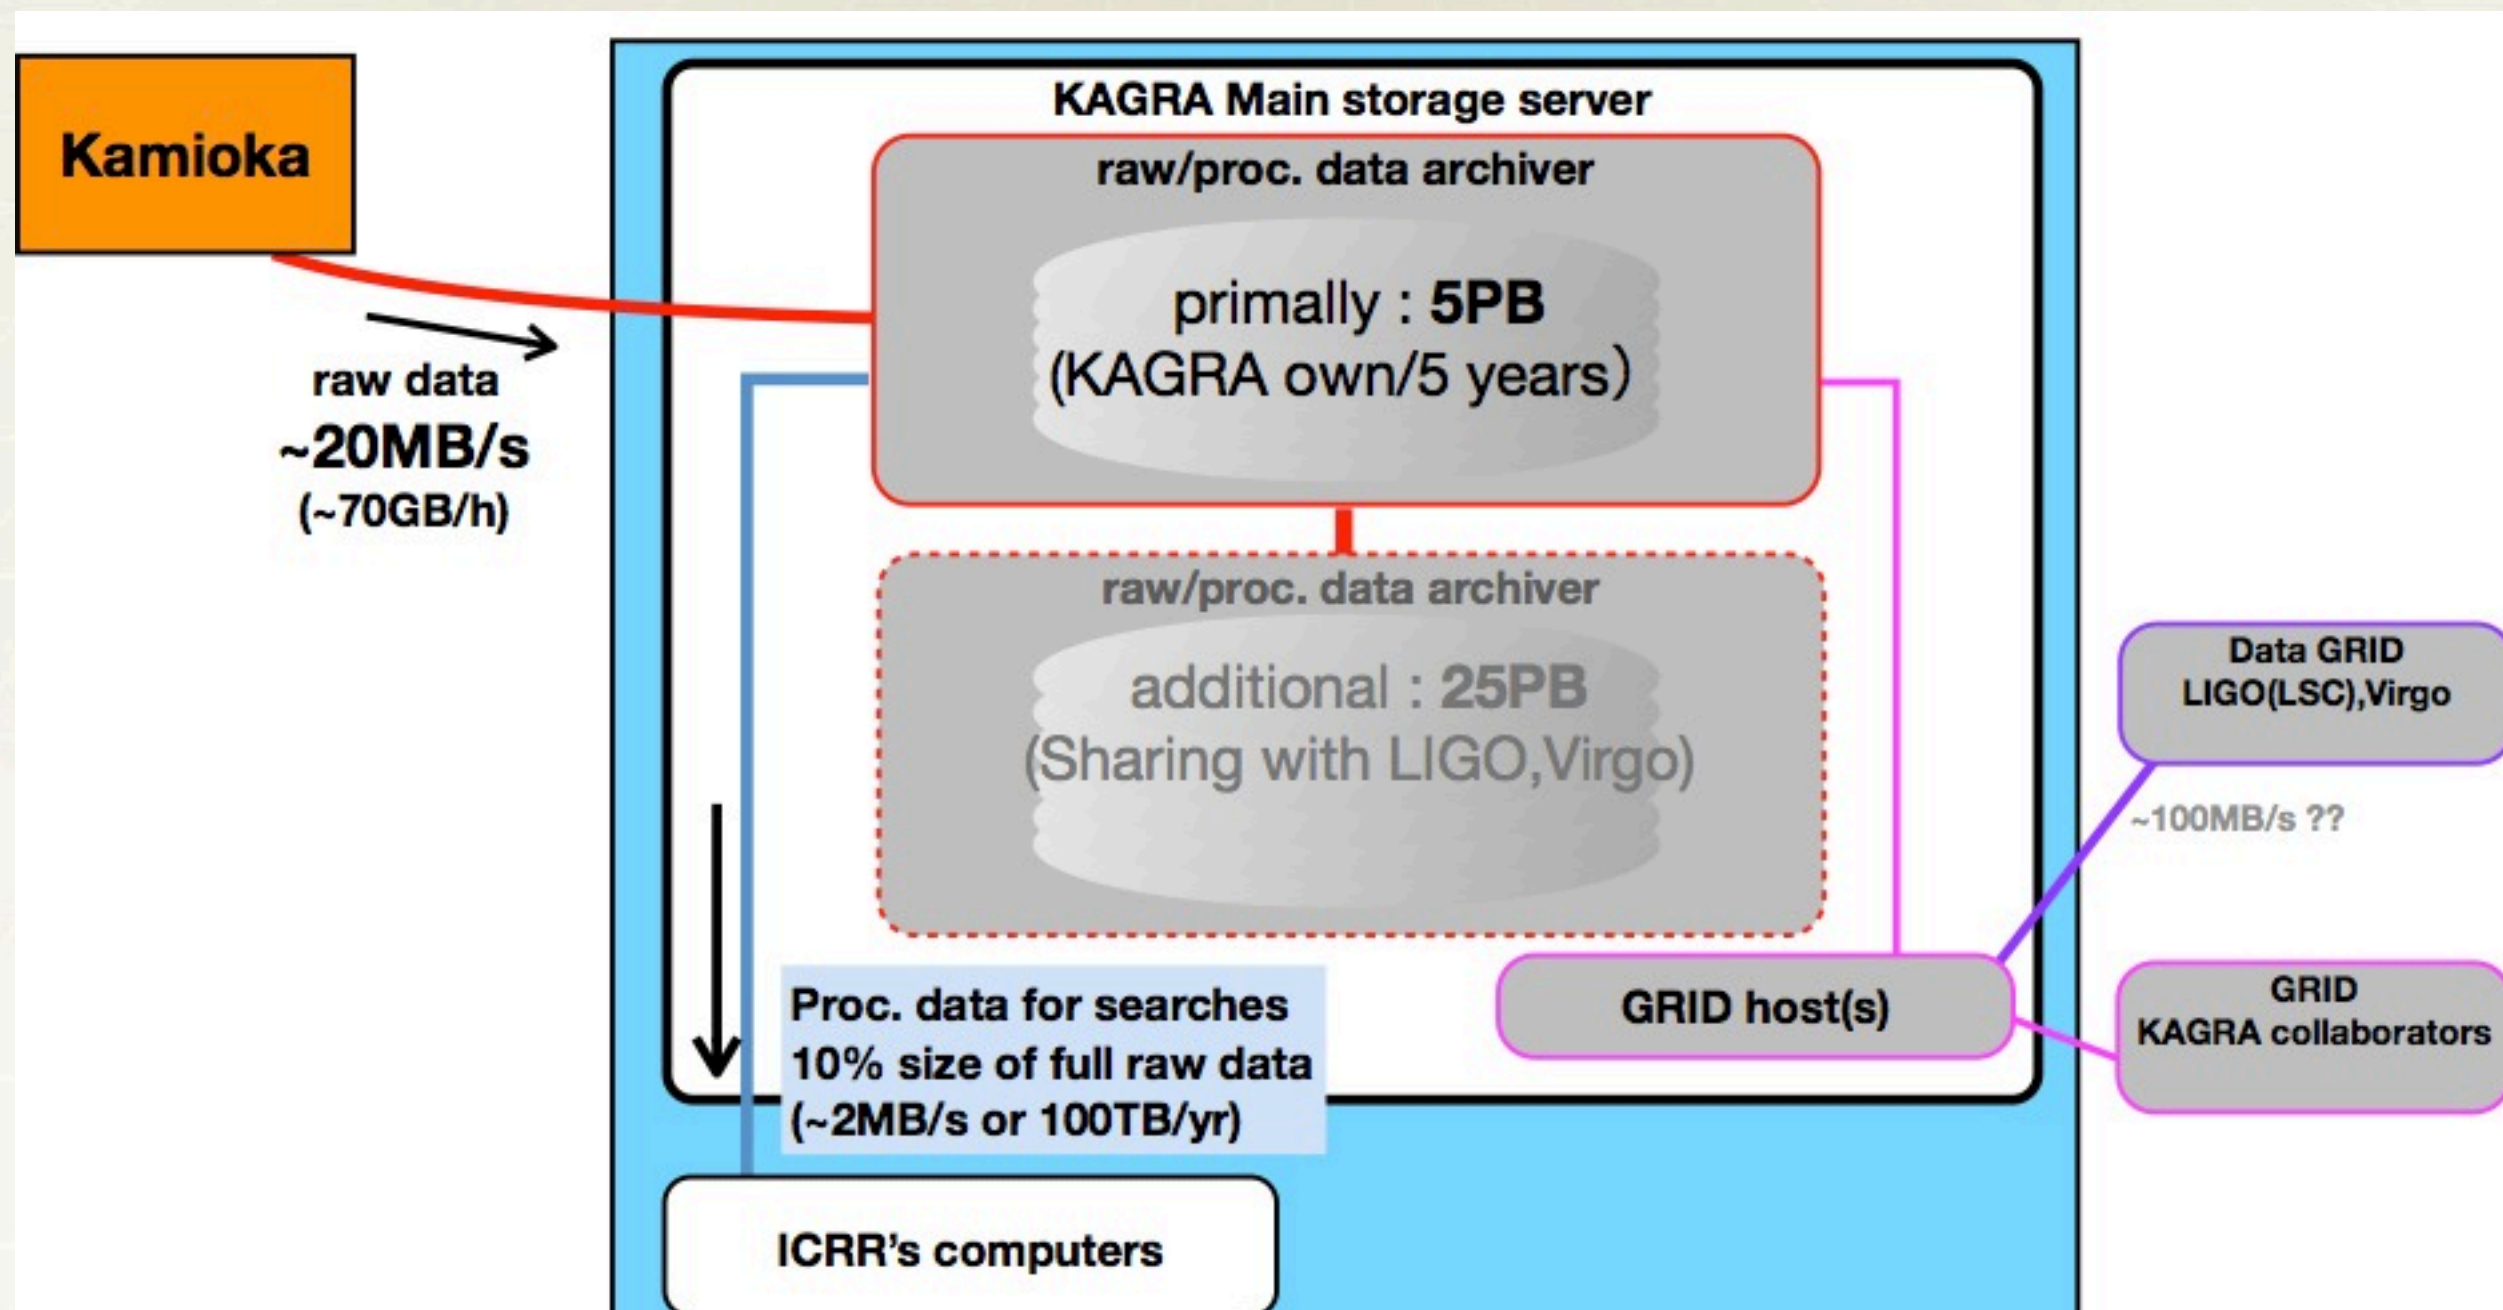 Kamioka
raw data
~20MB/s
(~70GB/h)
KAGRA Main storage server
raw/proc. data archiver
primally : 5PB
(KAGRA own/5 years）
raw/proc. data archiver
additional : 25PB
(Sharing with LIGO,Virgo)
Proc. data for searches
10% size of full raw data
(~2MB/s or 100TB/yr)
ICRR's computers
GRID host(s)
Data GRID
LIGO(LSC),Virgo
~100MB/s ??
GRID
KAGRA collaborators